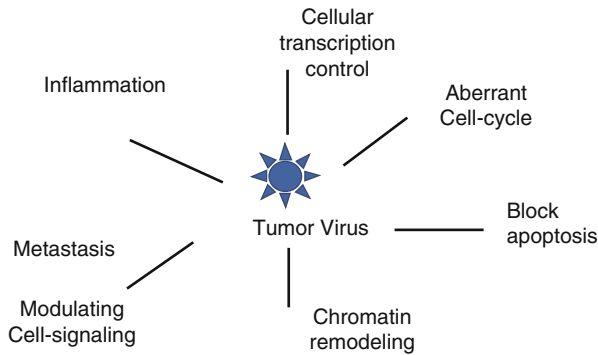 Cellular
transcription
control
Inflammation
Aberrant
Cell-cycle
Tumor Virus
Block
apoptosis
Metastasis
Modulating
Cell-signaling
Chromatin
remodeling